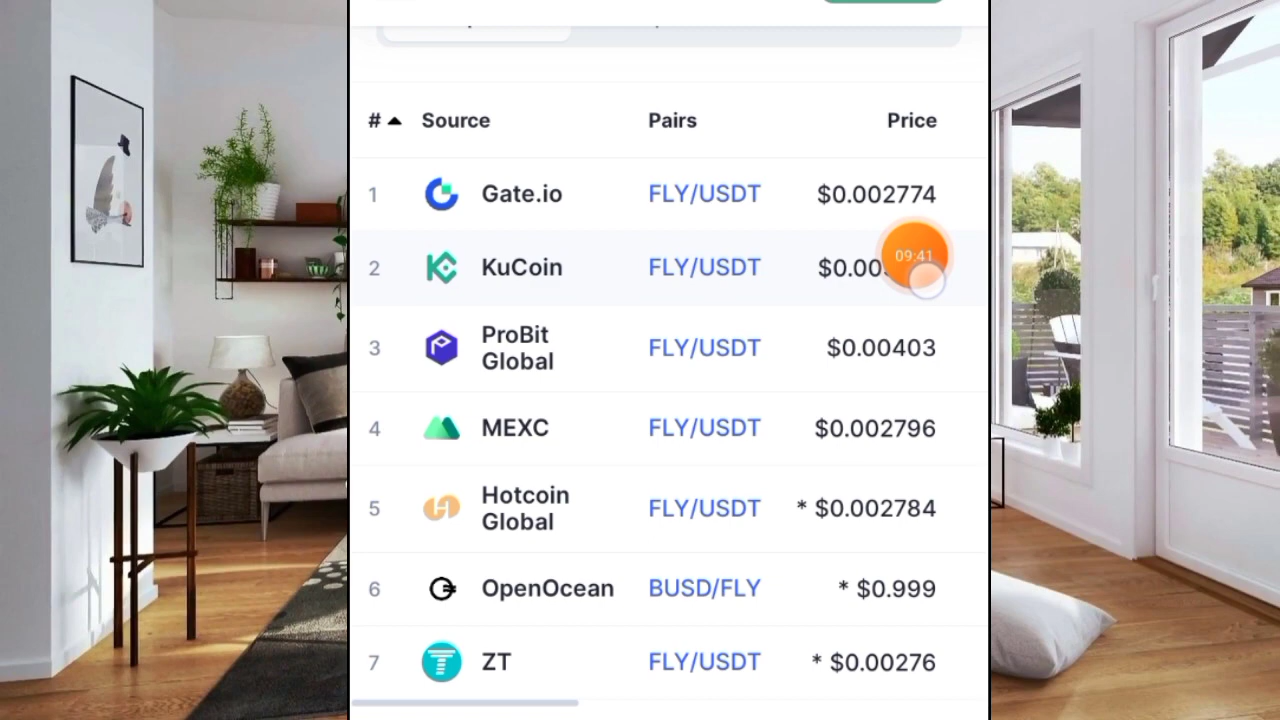 # Source Pairs Price
1 Gate.io FLY/USDT $0.002774
2 KuCoin FLY/USDT $0.00
09:41
3 ProBit Global FLY/USDT $0.00403
4 MEXC FLY/USDT $0.002796
5 Hotcoin Global FLY/USDT * $0.002784
6 OpenOcean BUSD/FLY * $0.999
7 ZT FLY/USDT * $0.00276